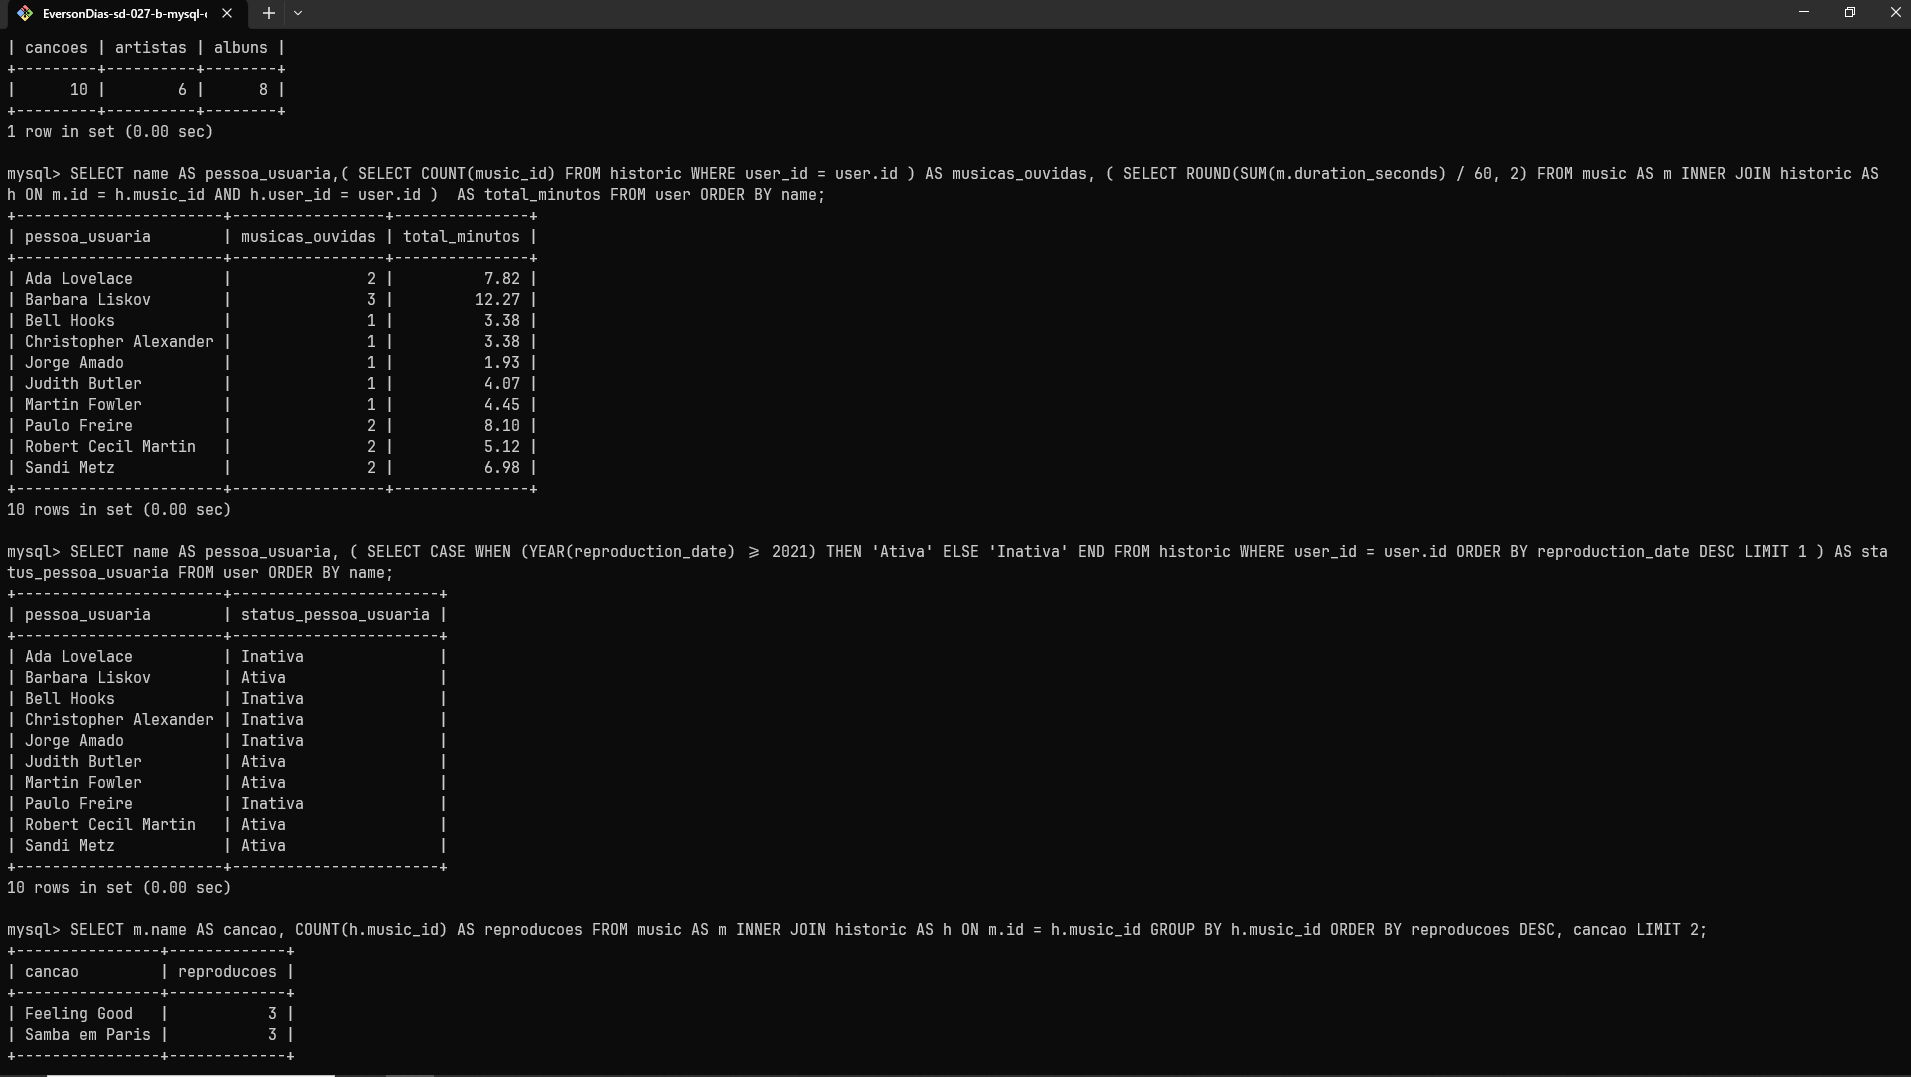 EversonDias-sd-027-b-mysql-
| cancoes | artistas | albuns |
+---------+----------+--------+
|      10 |        6 |      8 |
+---------+----------+--------+
1 row in set (0.00 sec)
mysql> SELECT name AS pessoa_usuaria,( SELECT COUNT(music_id) FROM historic WHERE user_id = user.id ) AS musicas_ouvidas, ( SELECT ROUND(SUM(m.duration_seconds) / 60, 2) FROM music AS m INNER JOIN historic AS
h ON m.id = h.music_id AND h.user_id = user.id )  AS total_minutos FROM user ORDER BY name;
+-----------------------+-----------------+---------------+
| pessoa_usuaria        | musicas_ouvidas | total_minutos |
+-----------------------+-----------------+---------------+
| Ada Lovelace          |               2 |          7.82 |
| Barbara Liskov        |               3 |         12.27 |
| Bell Hooks            |               1 |          3.38 |
| Christopher Alexander |               1 |          3.38 |
| Jorge Amado           |               1 |          1.93 |
| Judith Butler         |               1 |          4.07 |
| Martin Fowler         |               1 |          4.45 |
| Paulo Freire          |               2 |          8.10 |
| Robert Cecil Martin   |               2 |          5.12 |
| Sandi Metz            |               2 |          6.98 |
+-----------------------+-----------------+---------------+
10 rows in set (0.00 sec)
mysql> SELECT name AS pessoa_usuaria, ( SELECT CASE WHEN (YEAR(reproduction_date) >= 2021) THEN 'Ativa' ELSE 'Inativa' END FROM historic WHERE user_id = user.id ORDER BY reproduction_date DESC LIMIT 1 ) AS sta
tus_pessoa_usuaria FROM user ORDER BY name;
+-----------------------+-----------------------+
| pessoa_usuaria        | status_pessoa_usuaria |
+-----------------------+-----------------------+
| Ada Lovelace          | Inativa               |
| Barbara Liskov        | Ativa                 |
| Bell Hooks            | Inativa               |
| Christopher Alexander | Inativa               |
| Jorge Amado           | Inativa               |
| Judith Butler         | Ativa                 |
| Martin Fowler         | Ativa                 |
| Paulo Freire          | Inativa               |
| Robert Cecil Martin   | Ativa                 |
| Sandi Metz            | Ativa                 |
+-----------------------+-----------------------+
10 rows in set (0.00 sec)
mysql> SELECT m.name AS cancao, COUNT(h.music_id) AS reproducoes FROM music AS m INNER JOIN historic AS h ON m.id = h.music_id GROUP BY h.music_id ORDER BY reproducoes DESC, cancao LIMIT 2;
+----------------+-------------+
| cancao         | reproducoes |
+----------------+-------------+
| Feeling Good   |           3 |
| Samba em Paris |           3 |
+----------------+-------------+